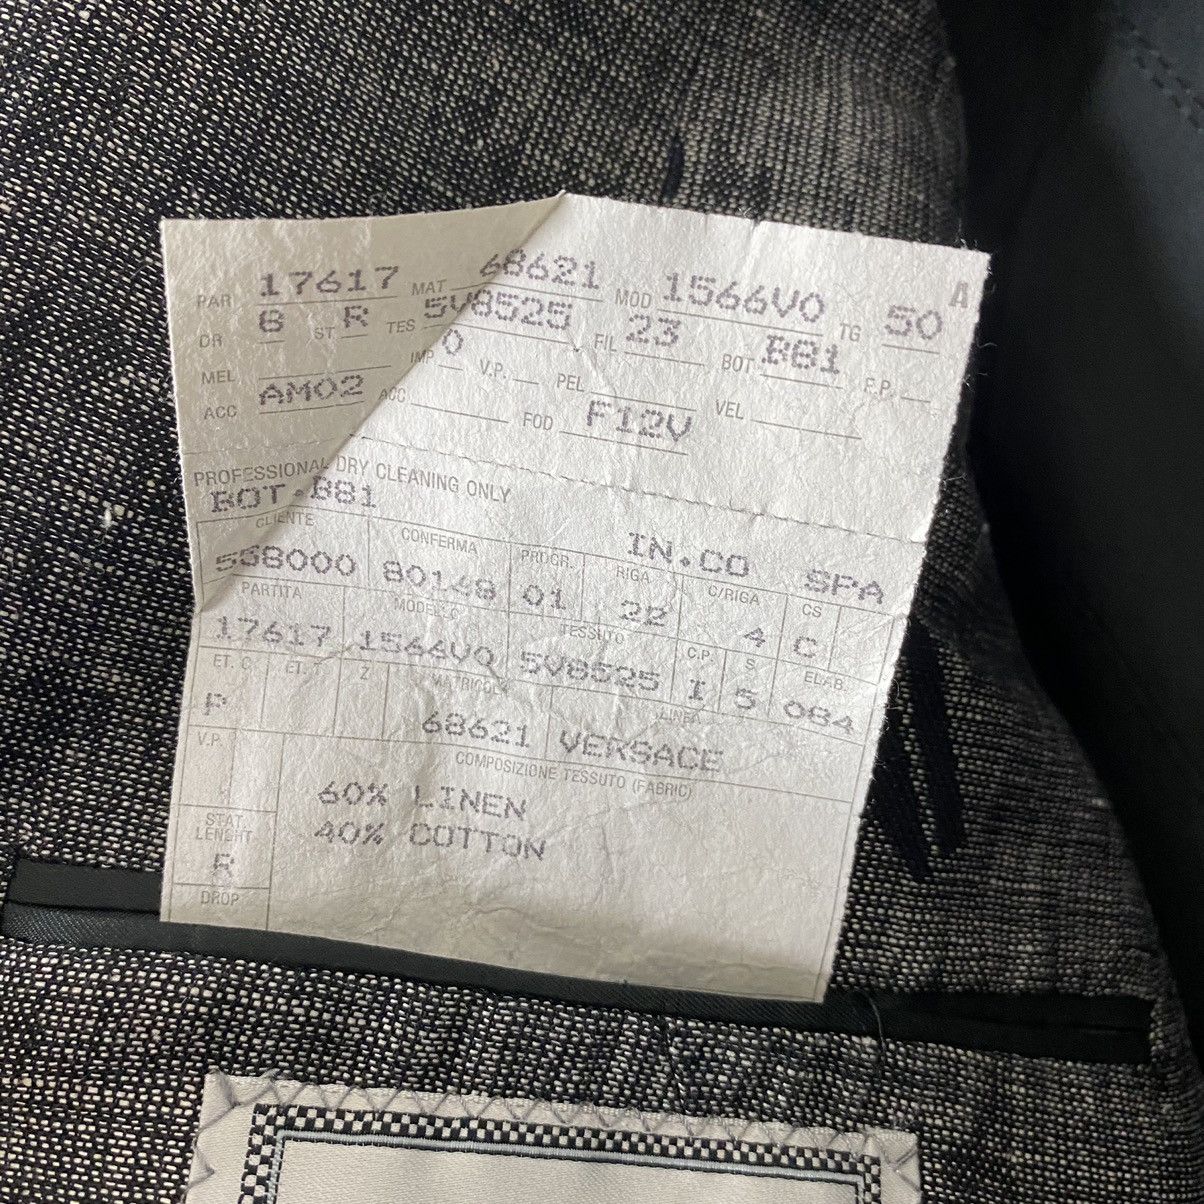 A
PAR 17617 MAT 68621 MOD 1566V0 TG 50
DR 6 ST R TES 5V8525 FIL 23 BOT B81 F.P.
MEL IMP 0 V.P. PEL VEL
ACC AM02 ACC FOD F12V
PROFESSIONAL DRY CLEANING ONLY
BOT.B81 IN.CO SPA
CLIENTE CONFERMA PROGR. RIGA C/RIGA CS
558000 80168 01 22 4 C
PARTITA MODELLO TESSUTO C.P. S ELAB.
17617 1566V0 5V8525 I 5 084
ET. C. ET. Z MATRICOLA LINEA
P 68621 VERSACE
V.P. COMPOSIZIONE TESSUTO (FABRIC)
60% LINEN
40% COTTON
STAT.
LENGHT
R
DROP